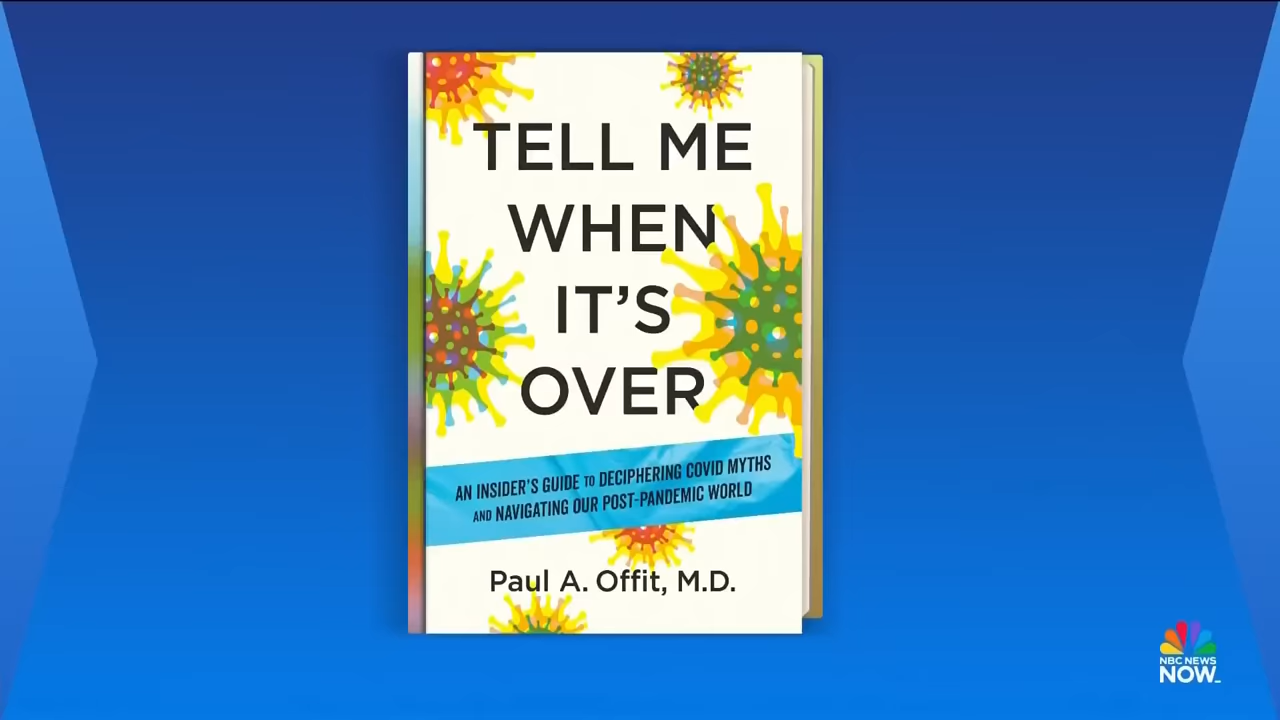 TELL ME
WHEN
IT'S
OVER
AN INSIDER'S GUIDE TO DECIPHERING COVID MYTHS
AND NAVIGATING OUR POST-PANDEMIC WORLD
Paul A. Offit, M.D.
NBC NEWS
NOW_